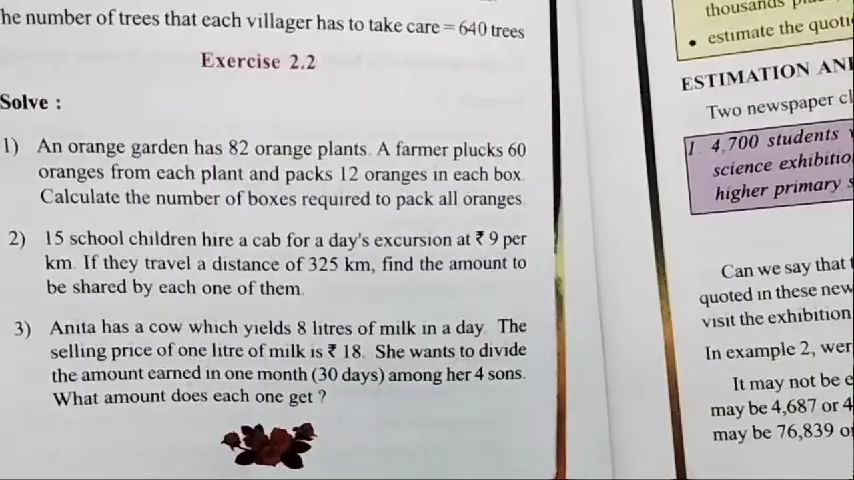 he number of trees that each villager has to take care = 640 trees
Exercise 2.2
Solve :
1) An orange garden has 82 orange plants. A farmer plucks 60
oranges from each plant and packs 12 oranges in each box.
Calculate the number of boxes required to pack all oranges.
2) 15 school children hire a cab for a day's excursion at ₹ 9 per
km. If they travel a distance of 325 km, find the amount to
be shared by each one of them.
3) Anita has a cow which yields 8 litres of milk in a day. The
selling price of one litre of milk is ₹ 18. She wants to divide
the amount earned in one month (30 days) among her 4 sons.
What amount does each one get ?
thousands
• estimate the quoti
ESTIMATION AN
Two newspaper cl
1. 4,700 students
science exhibitio
higher primary s
Can we say that t
quoted in these new
visit the exhibition
In example 2, wer
It may not be e
may be 4,687 or 4
may be 76,839 o